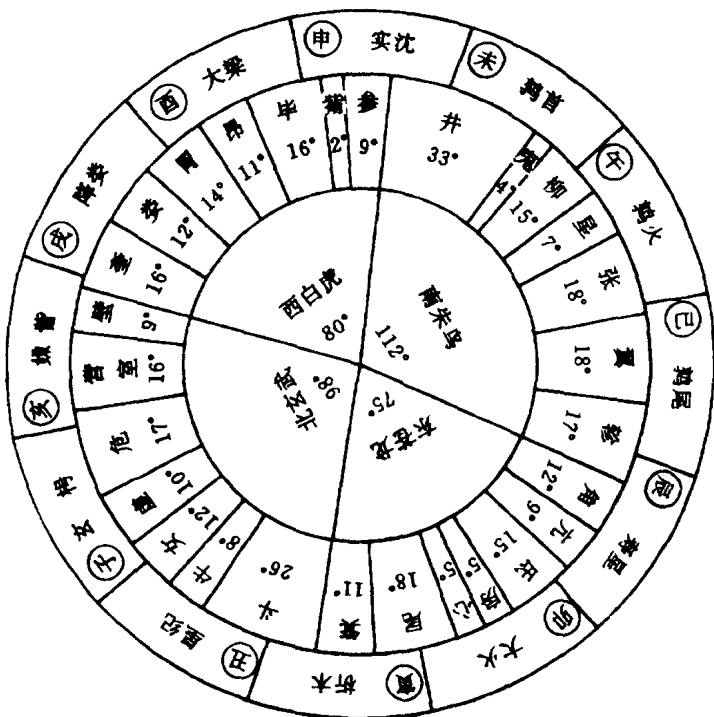 申 实沈
未 鹑首
午 鹑火
巳 鹑尾
辰 寿星
卯 大火
寅 析木
丑 星纪
子 玄枵
亥 娵訾
戌 降娄
酉 大梁
井 33°
鬼 4°
柳 15°
星 7°
张 18°
翼 18°
轸 17°
角 12°
亢 9°
氐 15°
房 5°
心 5°
尾 18°
箕 11°
斗 26°
牛 8°
女 12°
虚 10°
危 17°
营室 16°
壁 9°
奎 16°
娄 12°
胃 14°
昴 11°
毕 16°
觜 2°
参 9°
南朱鸟
112°
东苍龙
75°
北玄武
98°
西白虎
80°